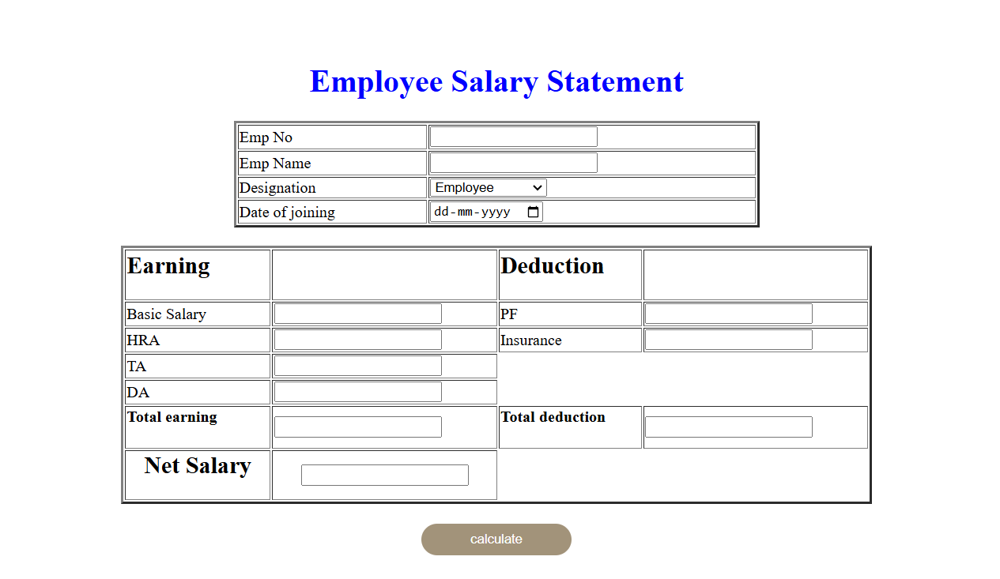 Employee Salary Statement
Emp No
Emp Name
Designation Employee
Date of joining dd-mm-yyyy
Earning Deduction
Basic Salary PF
HRA Insurance
TA
DA
Total earning Total deduction
Net Salary
calculate